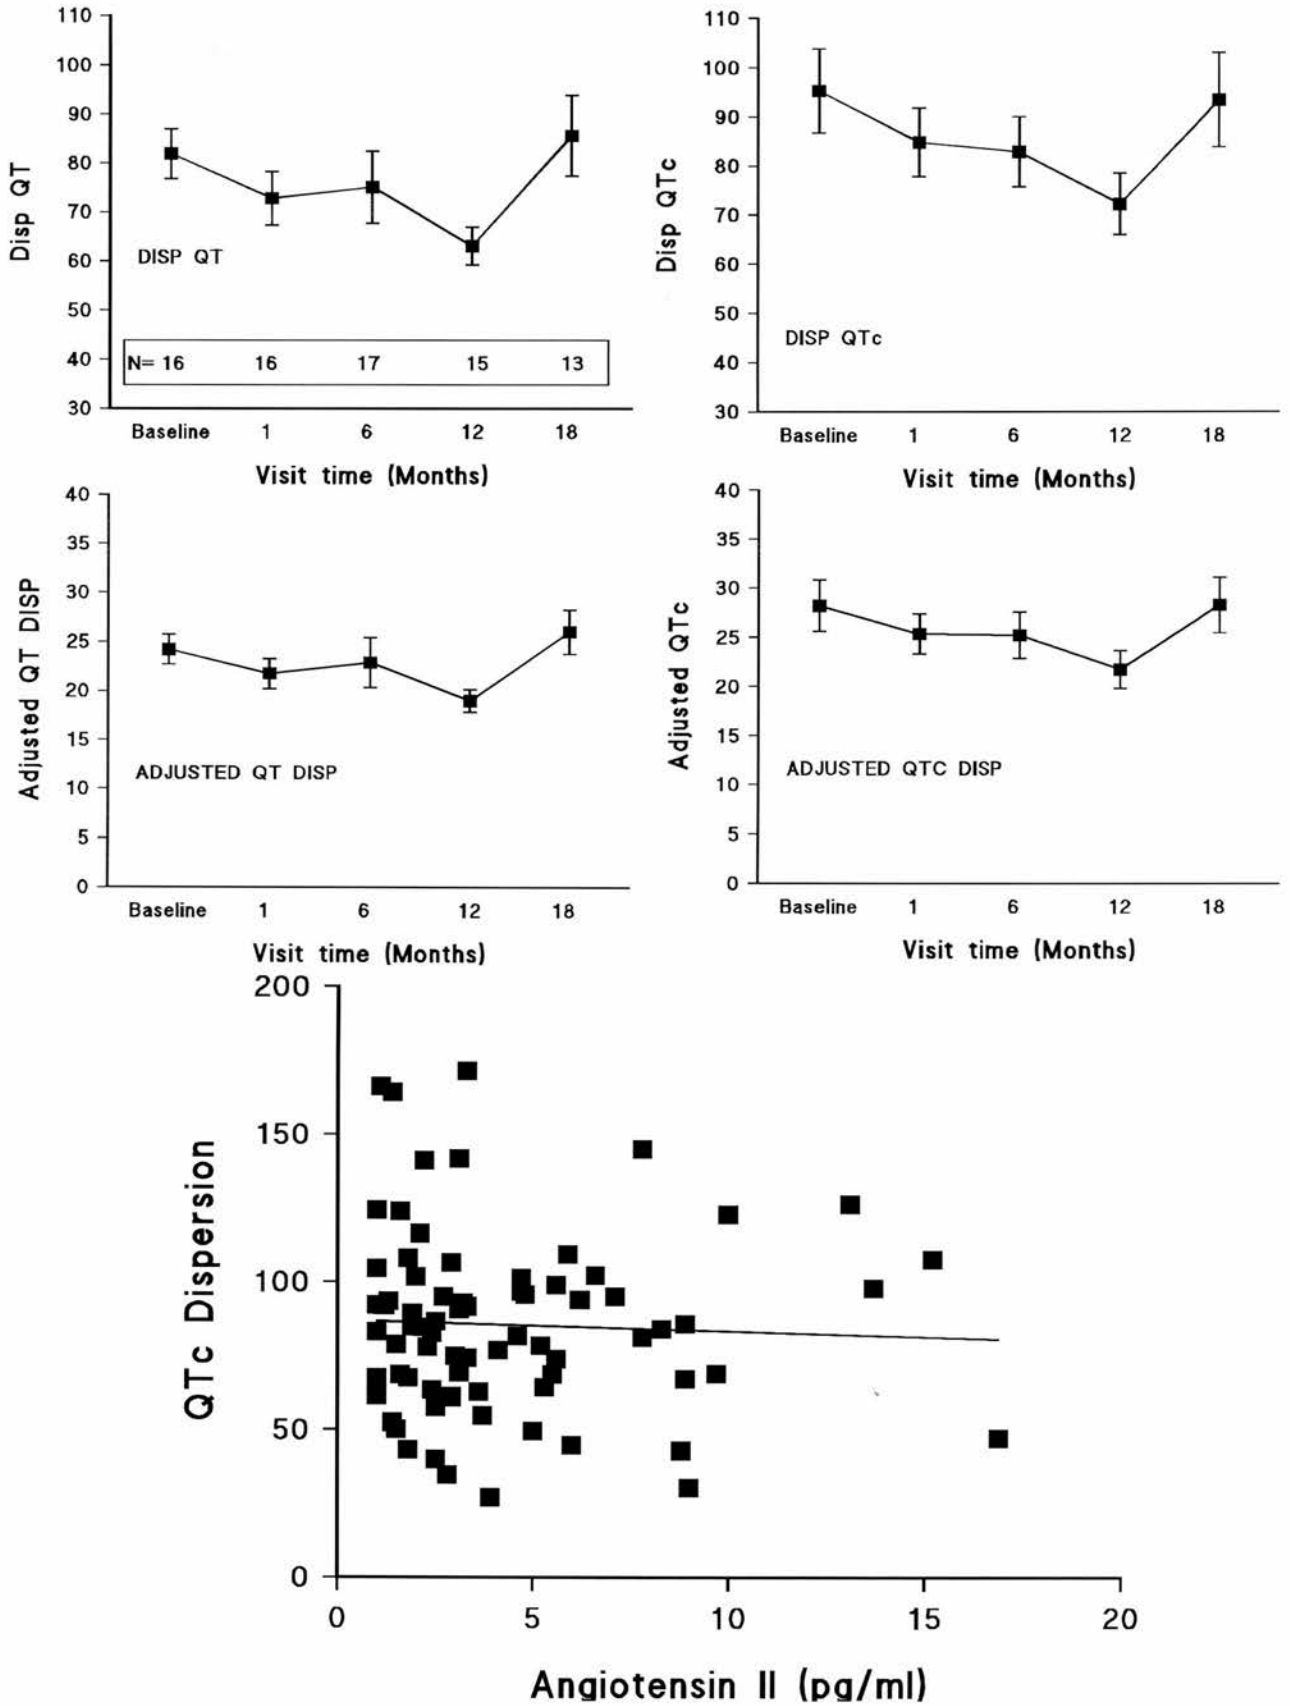 110
100
90
80
70
60
50
40
30
Disp QT
DISP QT
N= 16 16 17 15 13
Baseline 1 6 12 18
Visit time (Months)
110
100
90
80
70
60
50
40
30
Disp QTc
DISP QTc
Baseline 1 6 12 18
Visit time (Months)
40
35
30
25
20
15
10
5
0
Adjusted QT DISP
ADJUSTED QT DISP
Baseline 1 6 12 18
Visit time (Months)
40
35
30
25
20
15
10
5
0
Adjusted QTc
ADJUSTED QTC DISP
Baseline 1 6 12 18
Visit time (Months)
200
150
100
50
0
QTc Dispersion
0 5 10 15 20
Angiotensin II (pg/ml)